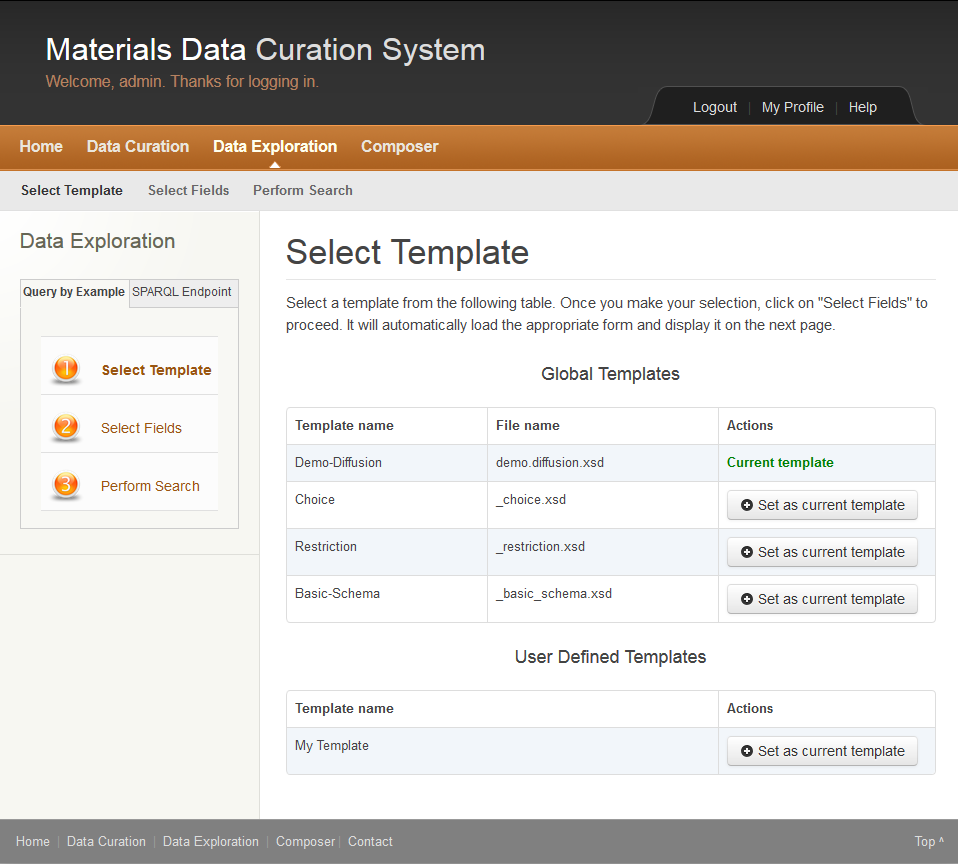 Materials Data Curation System
Welcome, admin. Thanks for logging in.
Logout | My Profile | Help
Home Data Curation Data Exploration Composer
Select Template Select Fields Perform Search
Data Exploration
Query by Example SPARQL Endpoint
1 Select Template
2 Select Fields
3 Perform Search
Select Template
Select a template from the following table. Once you make your selection, click on "Select Fields" to
proceed. It will automatically load the appropriate form and display it on the next page.
Global Templates
Template name File name Actions
Demo-Diffusion demo.diffusion.xsd Current template
Choice _choice.xsd Set as current template
Restriction _restriction.xsd Set as current template
Basic-Schema _basic_schema.xsd Set as current template
User Defined Templates
Template name Actions
My Template Set as current template
Home | Data Curation | Data Exploration | Composer | Contact Top ^